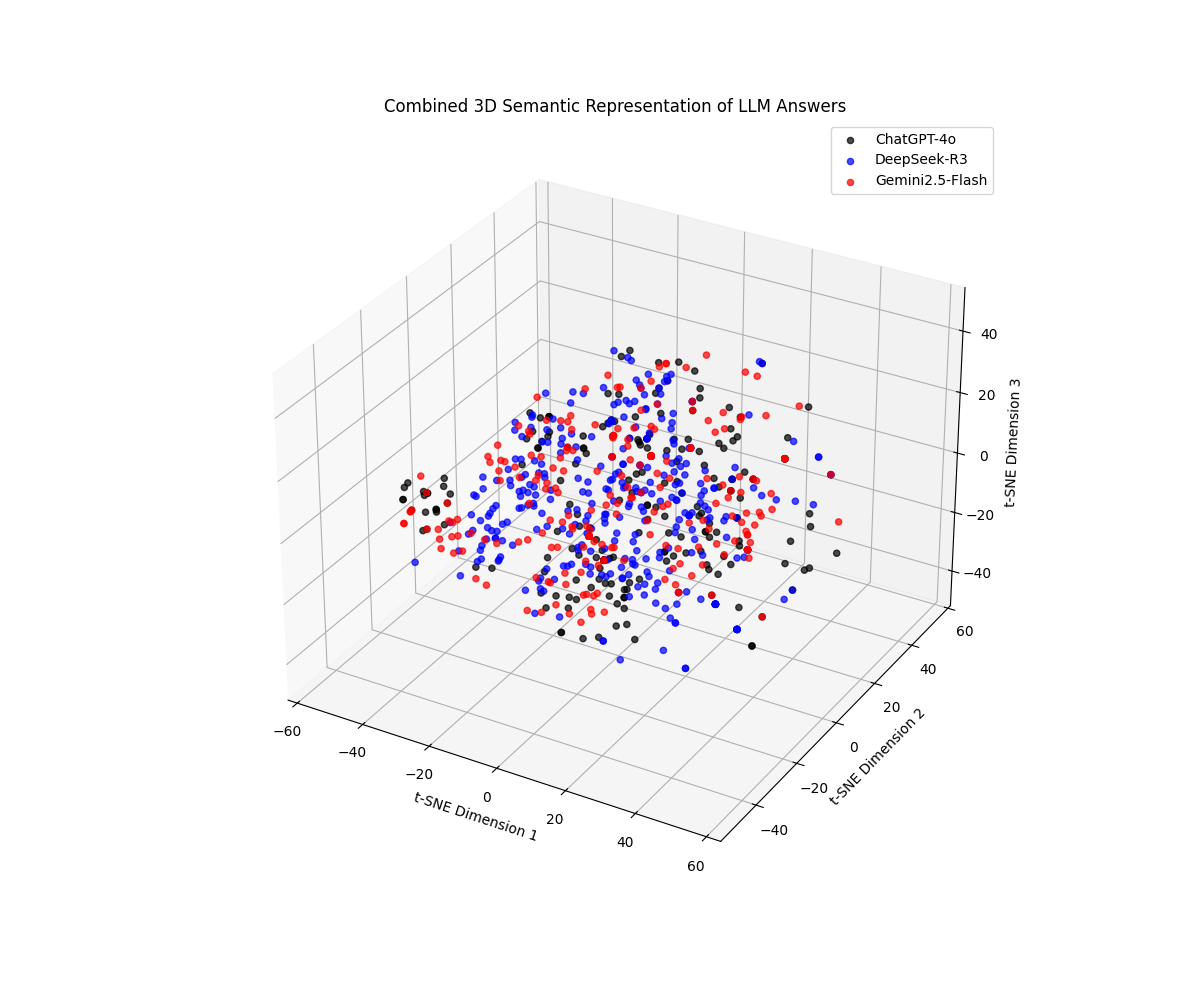 Combined 3D Semantic Representation of LLM Answers
ChatGPT-4o
DeepSeek-R3
Gemini2.5-Flash
40
20
0
−20
−40
t-SNE Dimension 3
60
40
20
0
−20
−40
t-SNE Dimension 2
−60
−40
−20
0
20
40
60
t-SNE Dimension 1